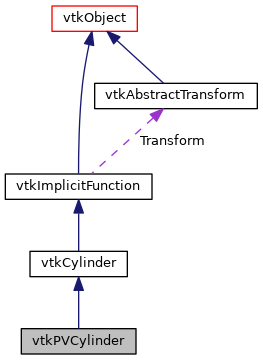 vtkObject
vtkAbstractTransform
Transform
vtkImplicitFunction
vtkCylinder
vtkPVCylinder